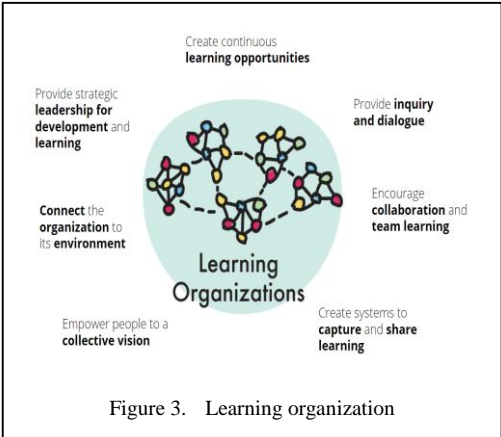 Create continuous
learning opportunities
Provide strategic
leadership for
development and
learning
Provide inquiry
and dialogue
Connect the
organization to
its environment
Encourage
collaboration and
team learning
Learning
Organizations
Empower people to a
collective vision
Create systems to
capture and share
learning
Figure 3. Learning organization